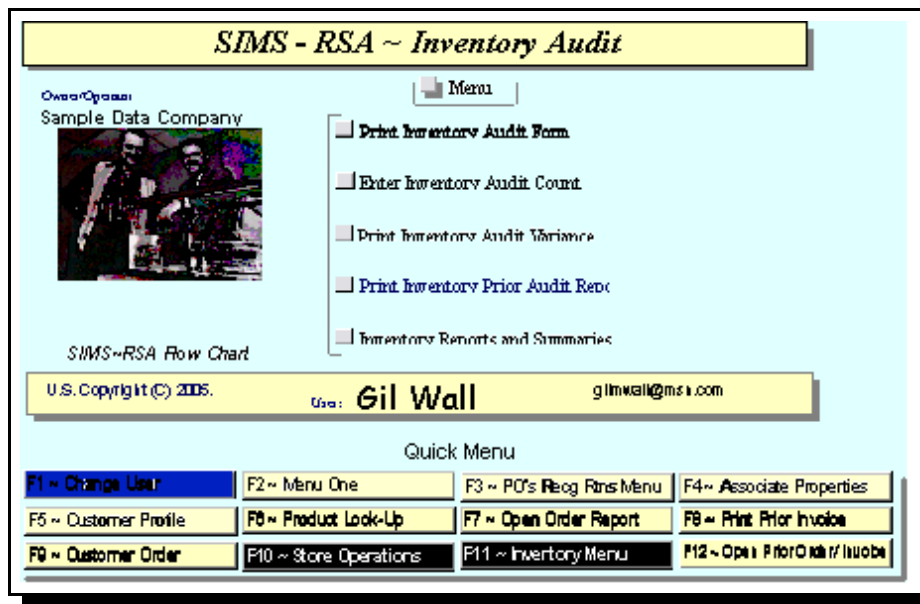 SIMS - RSA ~ Inventory Audit
Menu
Owner/Operator
Sample Data Company
Print Inventory Audit Form
Enter Inventory Audit Count
Print Inventory Audit Variance
Print Inventory Prior Audit Repo
Inventory Reports and Summaries
SIMS~RSA Flow Chart
U.S. Copyright (C) 2005.
User: Gil Wall
gilmwall@msn.com
Quick Menu
F1 ~ Change User
F2 ~ Menu One
F3 ~ PO's Recg Rtns Menu
F4~ Associate Properties
F5 ~ Customer Profile
F6 ~ Product Look-Up
F7 ~ Open Order Report
F8 ~ Print Prior Invoice
F9 ~ Customer Order
F10 ~ Store Operations
F11 ~ Inventory Menu
F12 ~ Open Prior Order/ Invoice